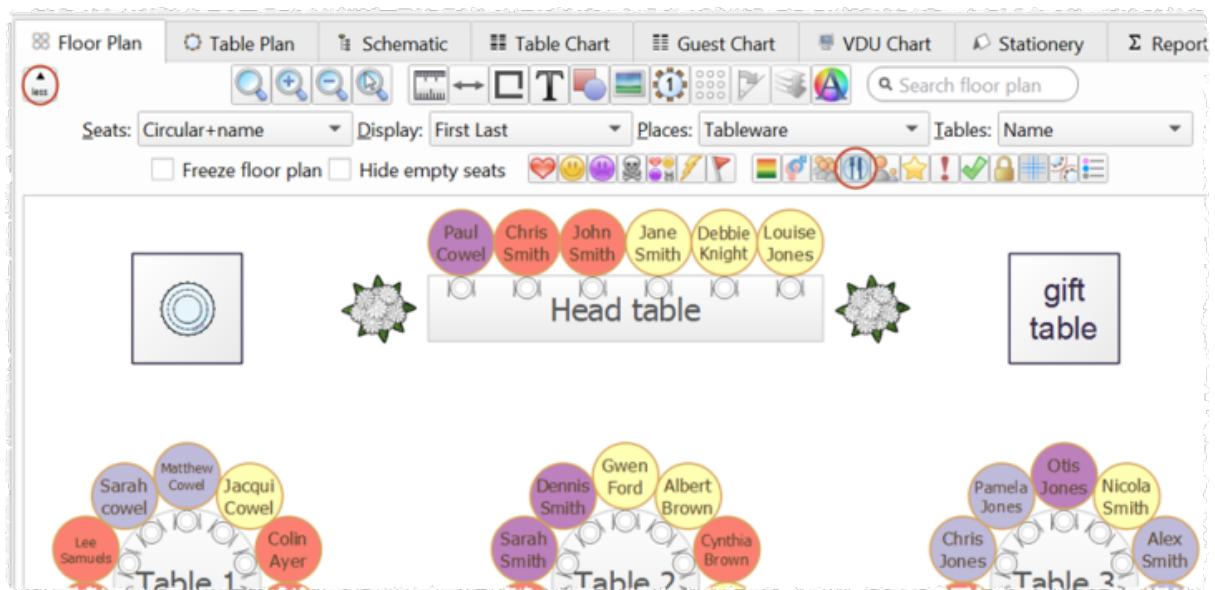 Floor Plan Table Plan Schematic Table Chart Guest Chart VDU Chart Stationery Σ Report
less T 1 A Search floor plan
Seats: Circular+name Display: First Last Places: Tableware Tables: Name
Freeze floor plan Hide empty seats
Paul Cowel
Chris Smith
John Smith
Jane Smith
Debbie Knight
Louise Jones
Head table
gift
table
Sarah cowel
Matthew Cowel
Jacqui Cowel
Lee Samuels
Colin Ayer
Table 1
Dennis Smith
Gwen Ford
Albert Brown
Sarah Smith
Cynthia Brown
Table 2
Pamela Jones
Otis Jones
Nicola Smith
Chris Jones
Alex Smith
Table 3